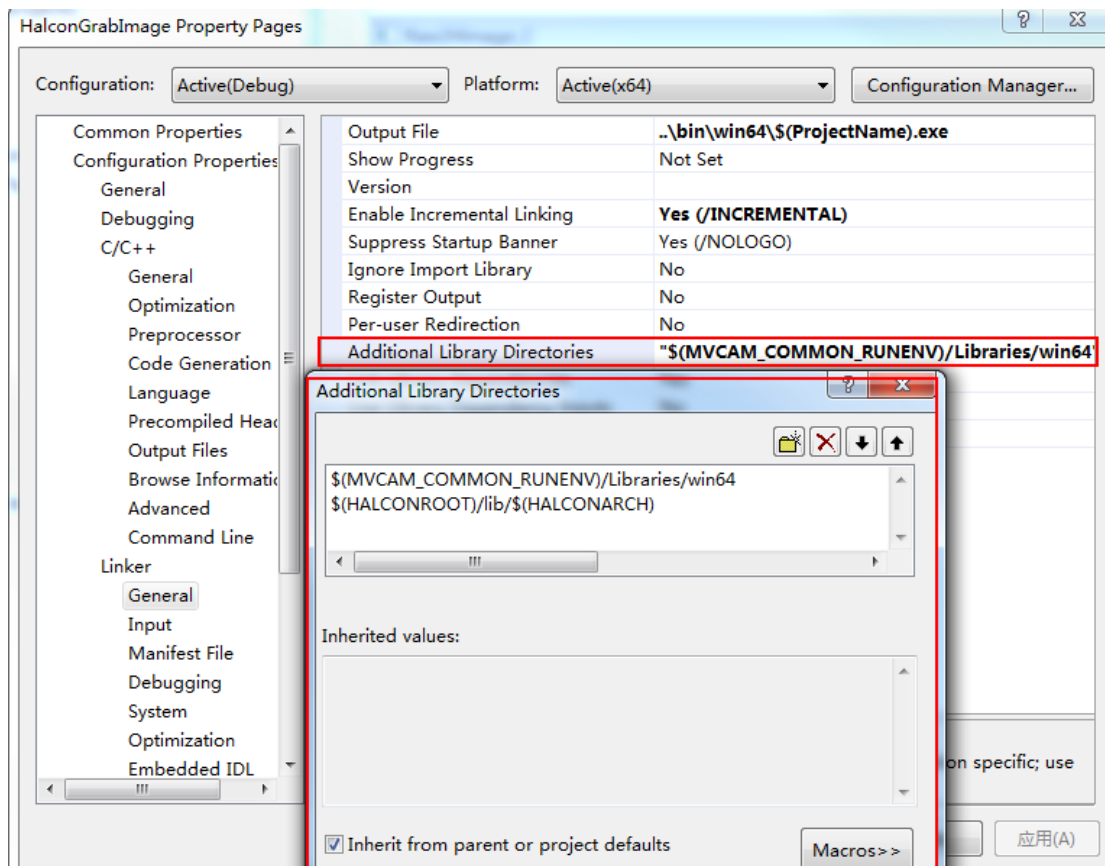 HalconGrabImage Property Pages
Configuration: Active(Debug) Platform: Active(x64) Configuration Manager...
Common Properties
Configuration Properties
General
Debugging
C/C++
General
Optimization
Preprocessor
Code Generation
Language
Precompiled Head
Output Files
Browse Informatio
Advanced
Command Line
Linker
General
Input
Manifest File
Debugging
System
Optimization
Embedded IDL
Output File ..\bin\win64\$(ProjectName).exe
Show Progress Not Set
Version
Enable Incremental Linking Yes (/INCREMENTAL)
Suppress Startup Banner Yes (/NOLOGO)
Ignore Import Library No
Register Output No
Per-user Redirection No
Additional Library Directories "$(MVCAM_COMMON_RUNENV)/Libraries/win64"
Additional Library Directories
$(MVCAM_COMMON_RUNENV)/Libraries/win64
$(HALCONROOT)/lib/$(HALCONARCH)
Inherited values:
Inherit from parent or project defaults
Macros>>
on specific; use
应用(A)